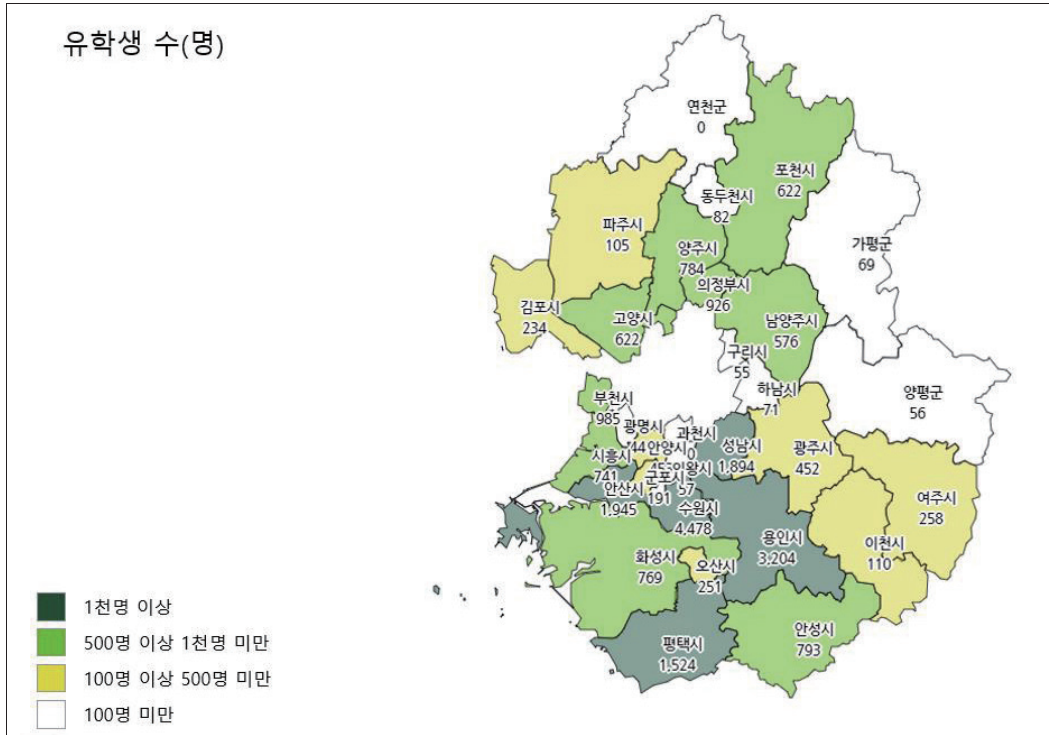 유학생 수(명)
연천군
0
포천시
622
동두천시
82
파주시
105
가평군
69
양주시
784
의정부시
926
김포시
234
고양시
622
남양주시
576
구리시
55
하남시
71
양평군
56
부천시
985
광명시
44
안양시
과천시
0
성남시
1,894
광주시
452
시흥시
741
의왕시
57
군포시
191
안산시
1,945
수원시
4,478
여주시
258
용인시
3,204
이천시
110
화성시
769
오산시
251
평택시
1,524
안성시
793
1천명 이상
500명 이상 1천명 미만
100명 이상 500명 미만
100명 미만